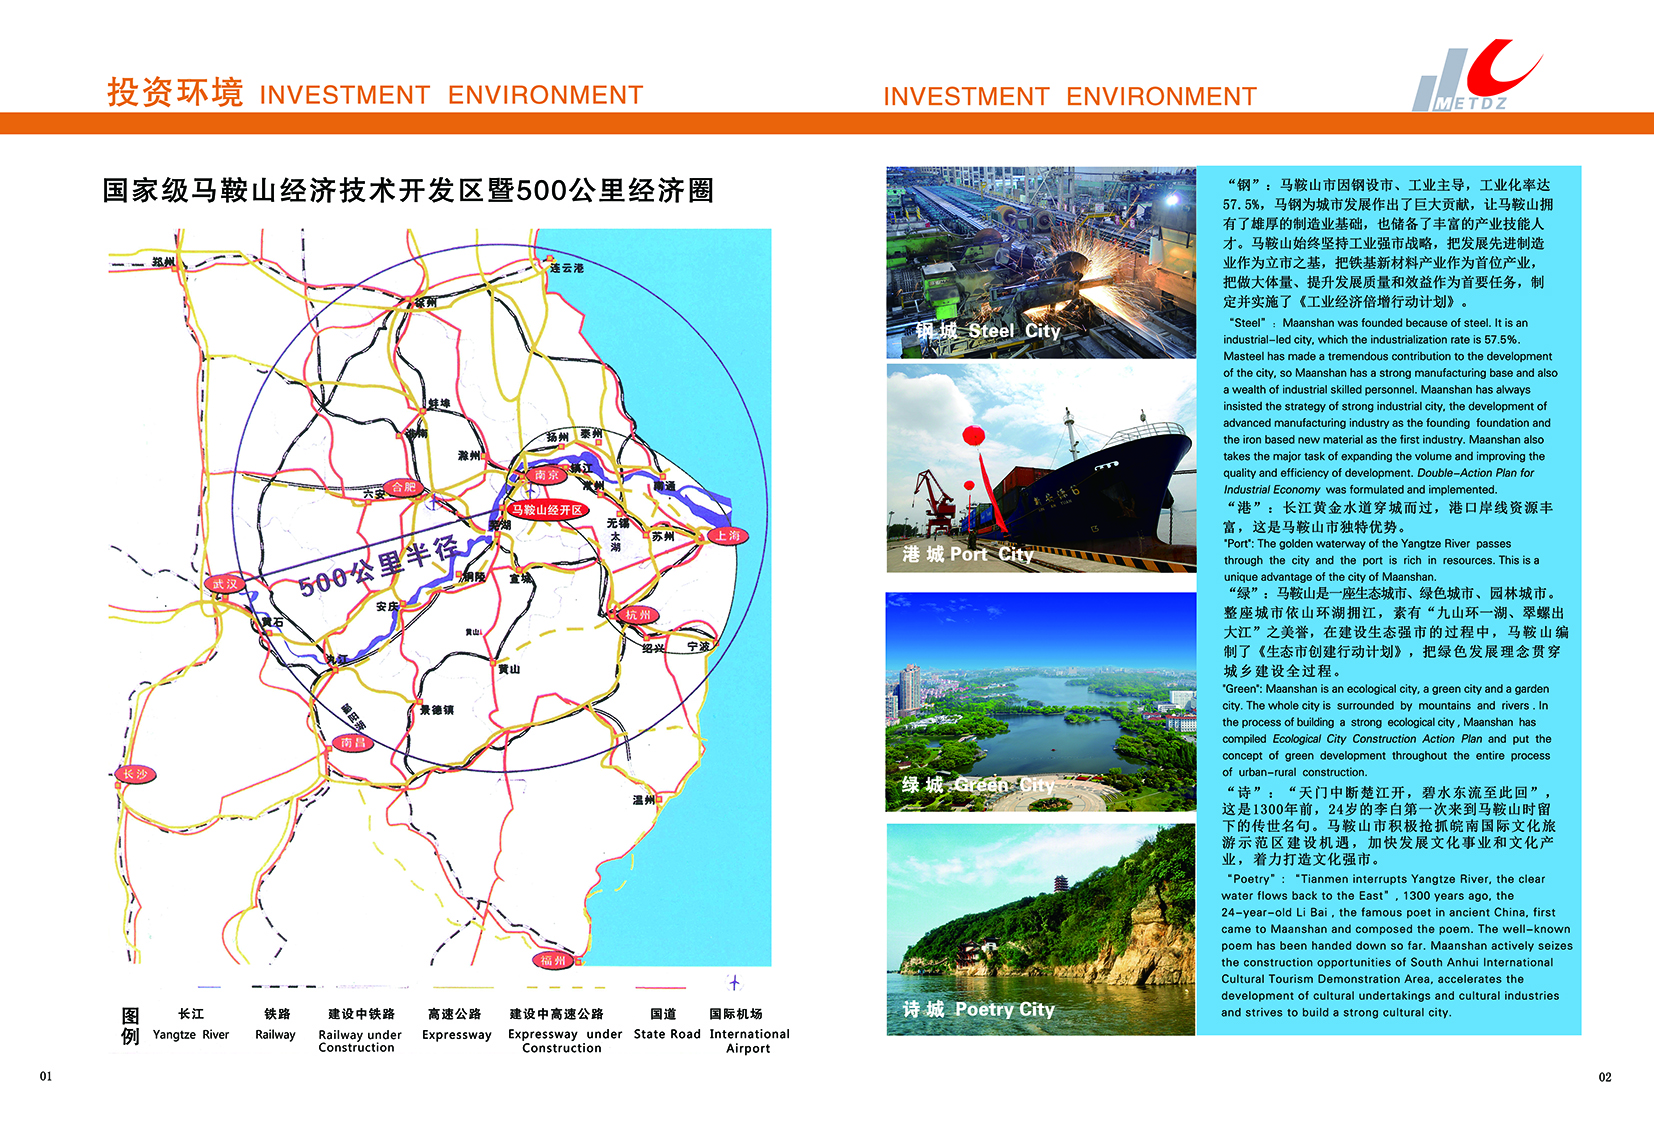 投资环境 INVESTMENT ENVIRONMENT
国家级马鞍山经济技术开发区暨500公里经济圈
郑州
连云港
徐州
蚌埠
淮南
滁州
扬州 泰州
南京
镇江
合肥
六安
常州
南通
马鞍山经开区
芜湖
无锡
太湖
苏州
上海
500公里半径
武汉
铜陵
宣城
安庆
黄石
杭州
黄山
绍兴
宁波
九江
黄山
景德镇
鄱阳湖
南昌
长沙
温州
福州
图例
长江 铁路 建设中铁路 高速公路 建设中高速公路 国道 国际机场
Yangtze River Railway Railway under Construction Expressway Expressway under Construction State Road International Airport
01
INVESTMENT ENVIRONMENT
METDZ
钢城 Steel City
港城 Port City
绿城 Green City
诗城 Poetry City
“钢”：马鞍山市因钢设市、工业主导，工业化率达
57.5%，马钢为城市发展作出了巨大贡献，让马鞍山拥
有了雄厚的制造业基础，也储备了丰富的产业技能人
才。马鞍山始终坚持工业强市战略，把发展先进制造
业作为立市之基，把铁基新材料产业作为首位产业，
把做大体量、提升发展质量和效益作为首要任务，制
定并实施了《工业经济倍增行动计划》。
“Steel”：Maanshan was founded because of steel. It is an
industrial-led city, which the industrialization rate is 57.5%.
Masteel has made a tremendous contribution to the development
of the city, so Maanshan has a strong manufacturing base and also
a wealth of industrial skilled personnel. Maanshan has always
insisted the strategy of strong industrial city, the development of
advanced manufacturing industry as the founding foundation and
the iron based new material as the first industry. Maanshan also
takes the major task of expanding the volume and improving the
quality and efficiency of development. Double-Action Plan for
Industrial Economy was formulated and implemented.
“港”：长江黄金水道穿城而过，港口岸线资源丰
富，这是马鞍山市独特优势。
"Port": The golden waterway of the Yangtze River passes
through the city and the port is rich in resources. This is a
unique advantage of the city of Maanshan.
“绿”：马鞍山是一座生态城市、绿色城市、园林城市。
整座城市依山环湖拥江，素有“九山环一湖、翠螺出
大江”之美誉，在建设生态强市的过程中，马鞍山编
制了《生态市创建行动计划》，把绿色发展理念贯穿
城乡建设全过程。
"Green": Maanshan is an ecological city, a green city and a garden
city. The whole city is surrounded by mountains and rivers . In
the process of building a strong ecological city , Maanshan has
compiled Ecological City Construction Action Plan and put the
concept of green development throughout the entire process
of urban-rural construction.
“诗”：“天门中断楚江开，碧水东流至此回”，
这是1300年前，24岁的李白第一次来到马鞍山时留
下的传世名句。马鞍山市积极抢抓皖南国际文化旅
游示范区建设机遇，加快发展文化事业和文化产
业，着力打造文化强市。
“Poetry”：“Tianmen interrupts Yangtze River, the clear
water flows back to the East”, 1300 years ago, the
24-year-old Li Bai , the famous poet in ancient China, first
came to Maanshan and composed the poem. The well-known
poem has been handed down so far. Maanshan actively seizes
the construction opportunities of South Anhui International
Cultural Tourism Demonstration Area, accelerates the
development of cultural undertakings and cultural industries
and strives to build a strong cultural city.
02